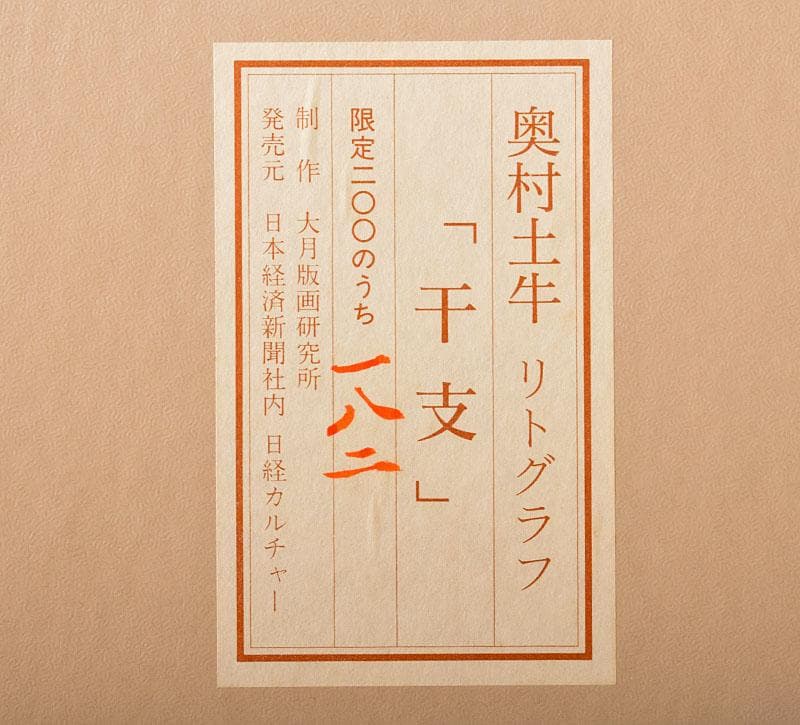 奥村土牛 リトグラフ
「干支」
限定二〇〇のうち 一八二
制 作 大月版画研究所
発売元 日本経済新聞社内 日経カルチャー